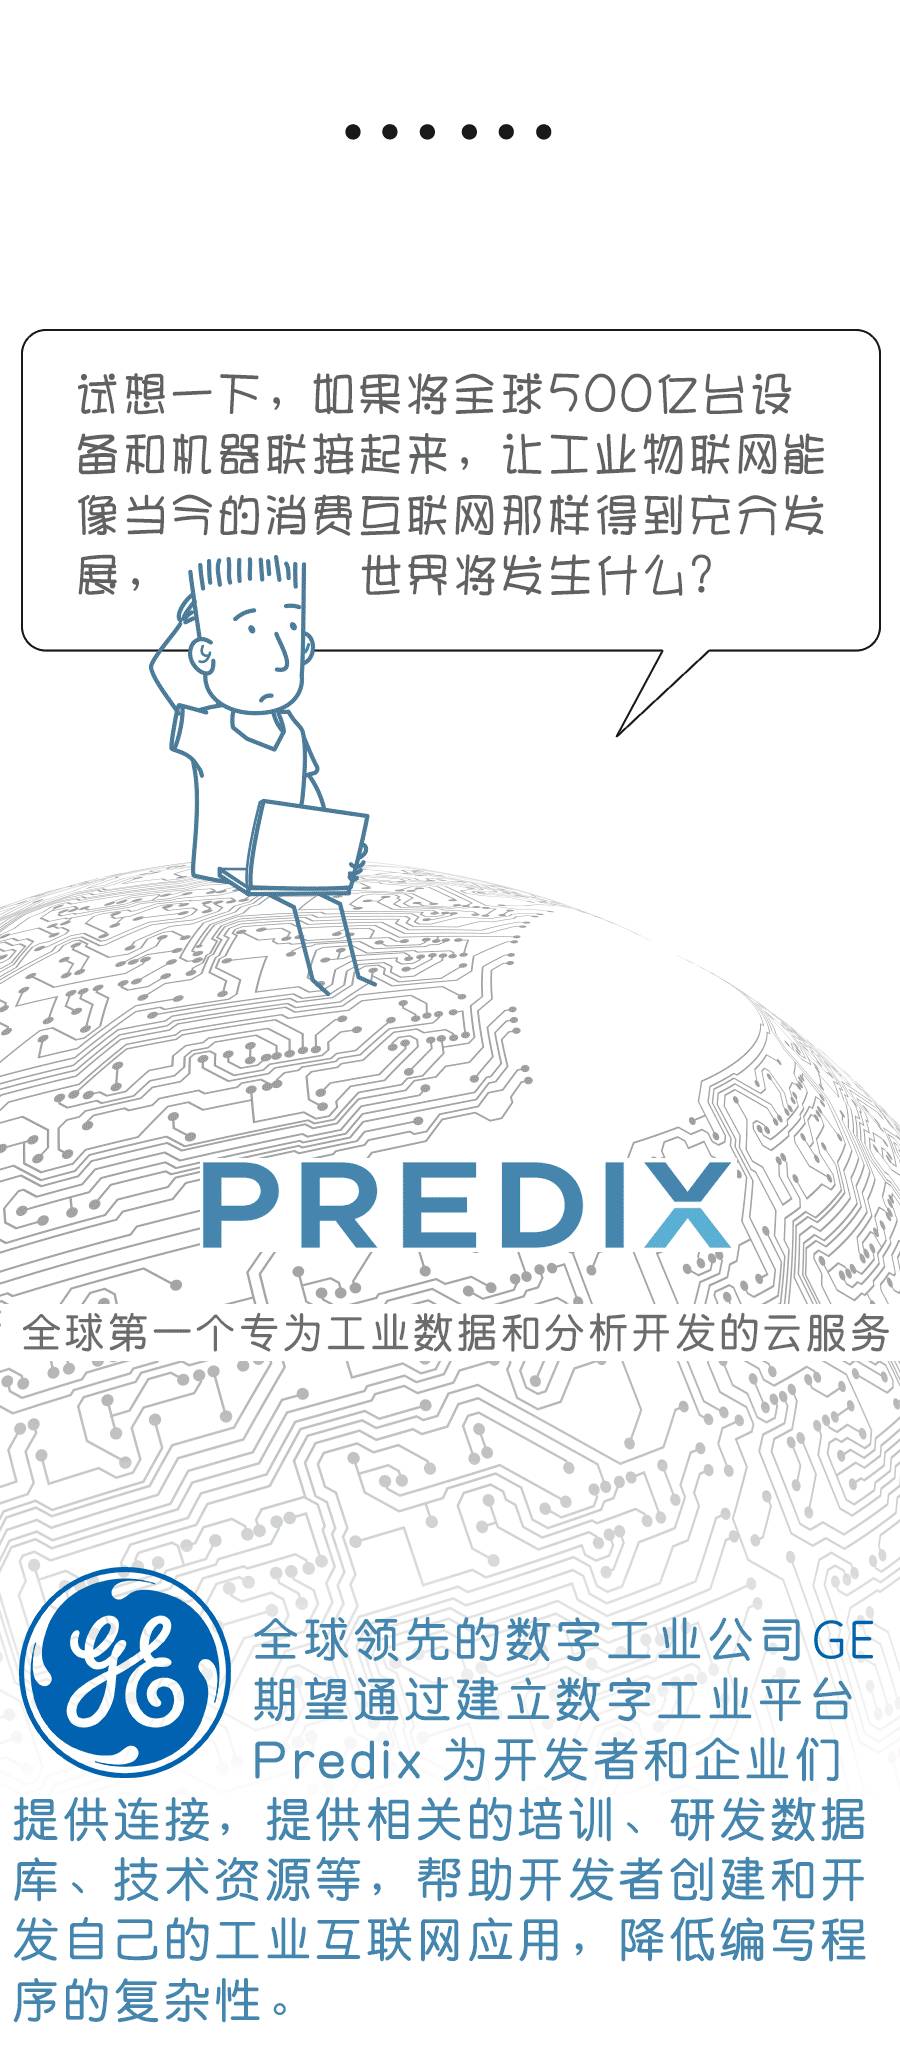 ······
试想一下，如果将全球500亿台设
备和机器联接起来，让工业物联网能
像当今的消费互联网那样得到充分发
展，世界将发生什么？
PREDIX
全球第一个专为工业数据和分析开发的云服务
GE
全球领先的数字工业公司GE
期望通过建立数字工业平台
Predix 为开发者和企业们
提供连接，提供相关的培训、研发数据
库、技术资源等，帮助开发者创建和开
发自己的工业互联网应用，降低编写程
序的复杂性。